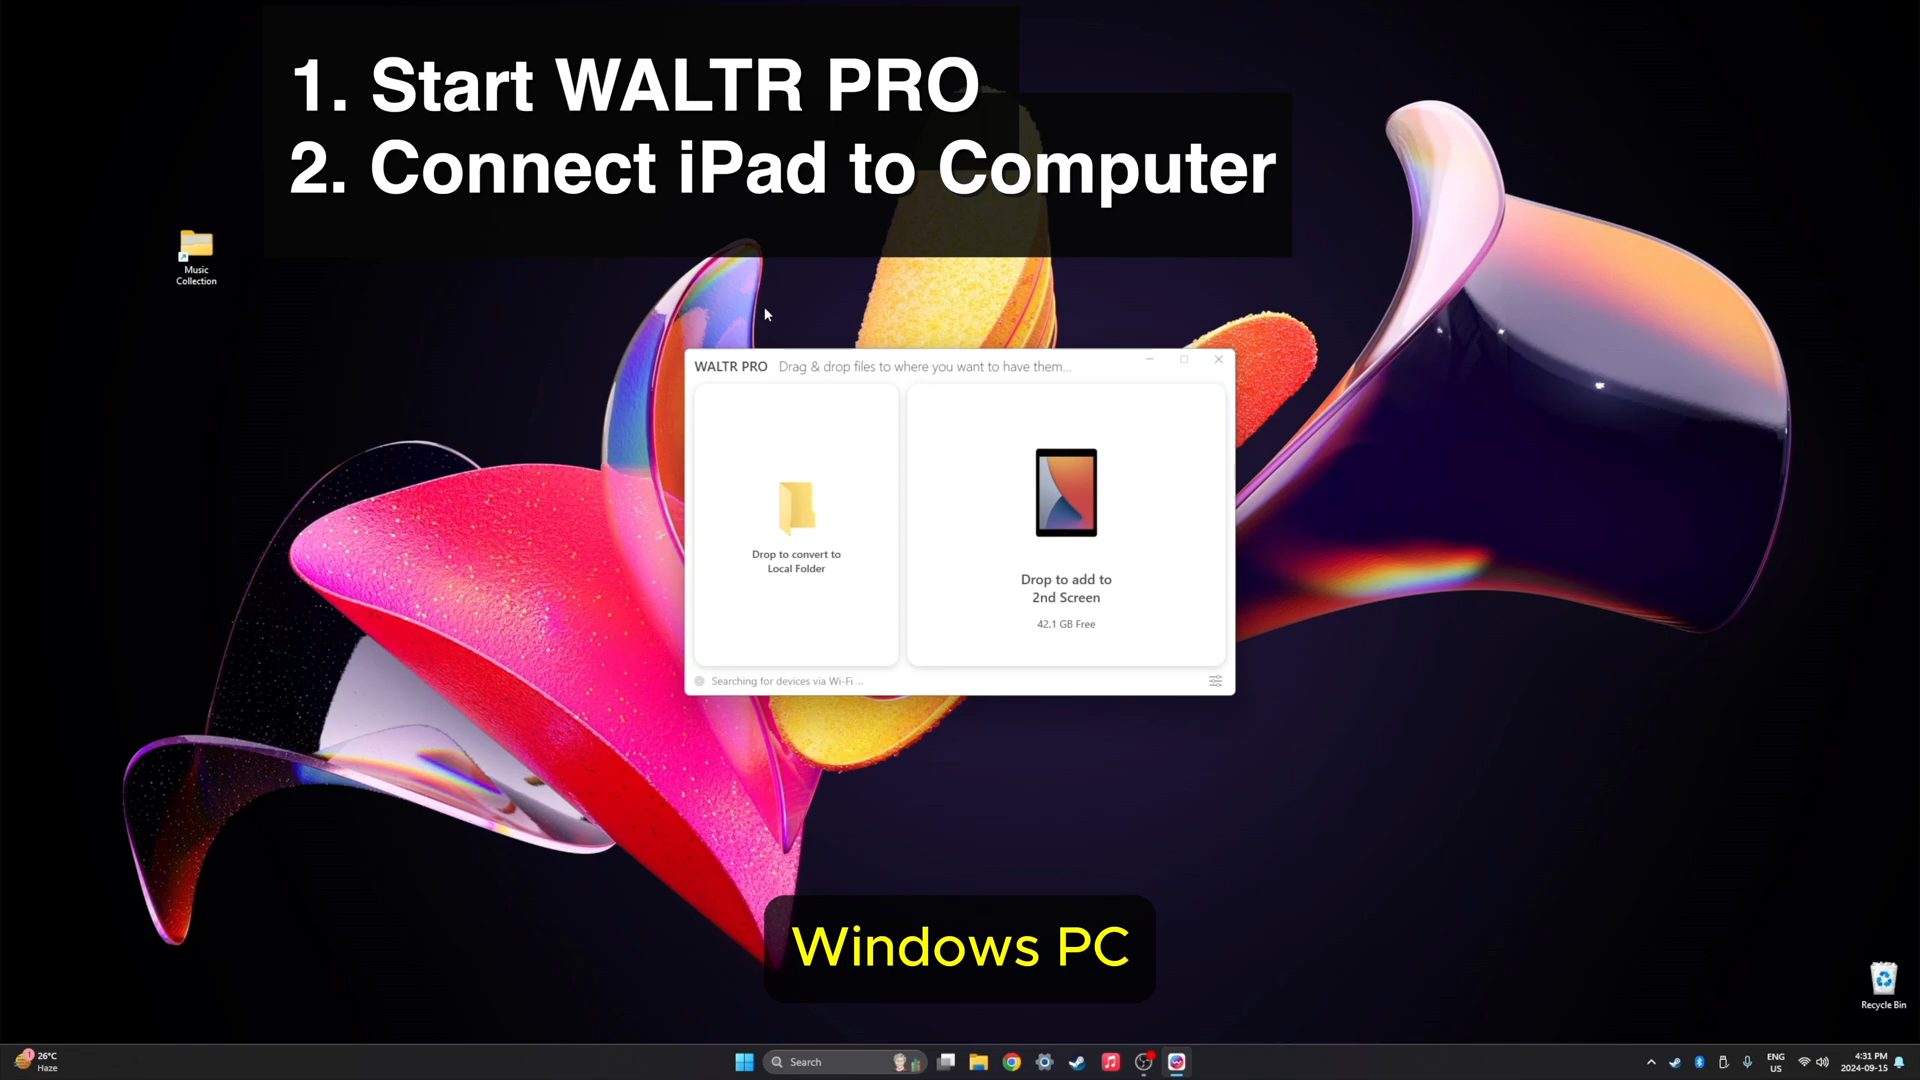 1. Start WALTR PRO
2. Connect iPad to Computer
Music
Collection
WALTR PRO Drag & drop files to where you want to have them...
Drop to convert to
Local Folder
Drop to add to
2nd Screen
42.1 GB Free
Searching for devices via Wi-Fi ..
Windows PC
Recycle Bin
1
26°C
Haze
Search
ENG
US
4:31 PM
2024-09-15